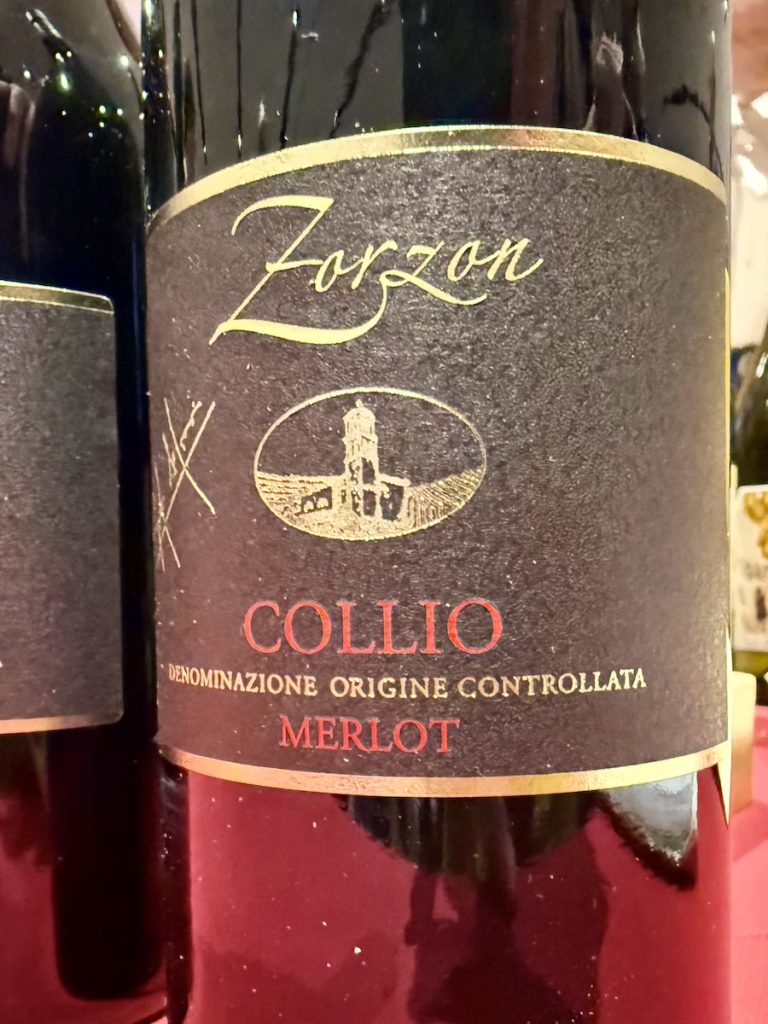 Zorzon
COLLIO
DENOMINAZIONE ORIGINE CONTROLLATA
MERLOT